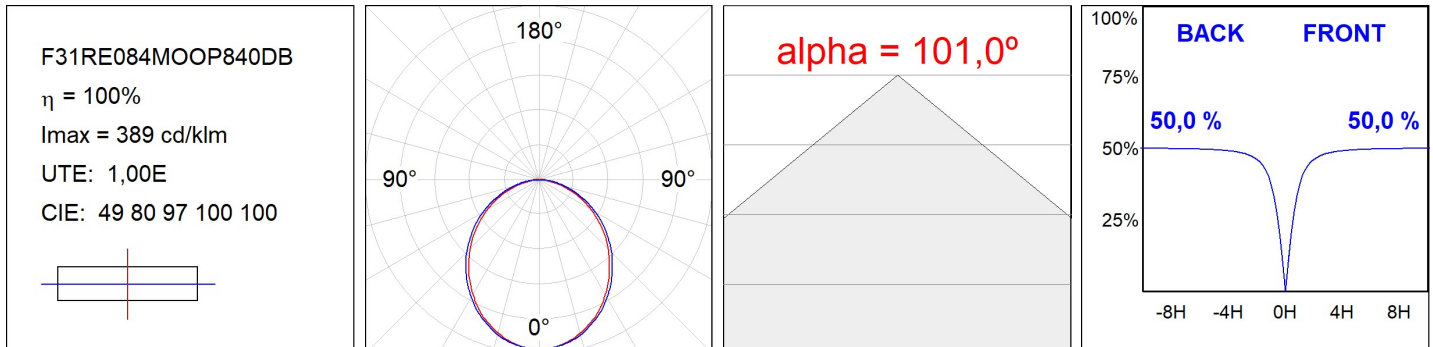 F31RE084MOOP840DB
η = 100%
Imax = 389 cd/klm
UTE: 1,00E
CIE: 49 80 97 100 100
180°
90°
90°
0°
alpha = 101,0º
100%
BACK FRONT
75%
50,0 % 50,0 %
50%
25%
-8H -4H 0H 4H 8H